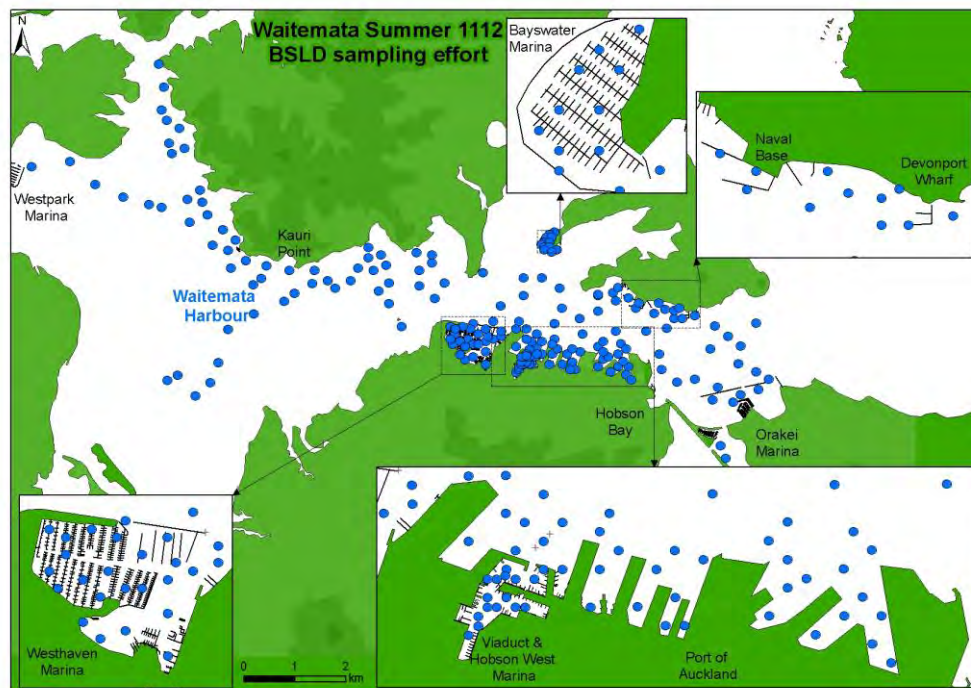 Waitemata Summer 1112
BSLD sampling effort
N
Bayswater
Marina
Naval
Base
Devonport
Wharf
Westpark
Marina
Kauri
Point
Waitemata
Harbour
Hobson
Bay
Orakei
Marina
Westhaven
Marina
0 1 2
km
Viaduct &
Hobson West
Marina
Port of
Auckland